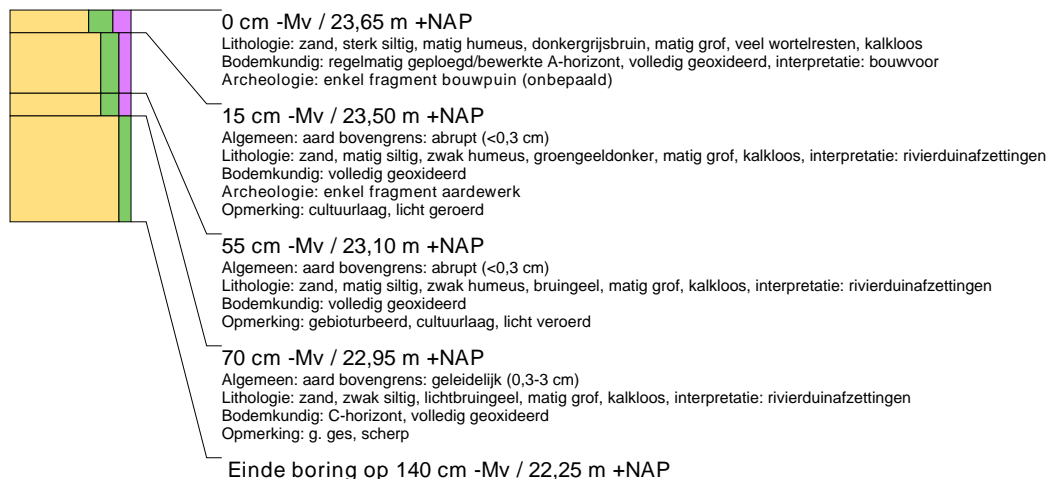 0 cm -Mv / 23,65 m +NAP
Lithologie: zand, sterk siltig, matig humeus, donkergrijsbruin, matig grof, veel wortelresten, kalkloos
Bodemkundig: regelmatig geploegd/bewerkte A-horizont, volledig geoxideerd, interpretatie: bouwvoor
Archeologie: enkel fragment bouwpuin (onbepaald)
15 cm -Mv / 23,50 m +NAP
Algemeen: aard bovengrens: abrupt (<0,3 cm)
Lithologie: zand, matig siltig, zwak humeus, groengeeldonker, matig grof, kalkloos, interpretatie: rivierduinafzettingen
Bodemkundig: volledig geoxideerd
Archeologie: enkel fragment aardewerk
Opmerking: cultuurlaag, licht geroerd
55 cm -Mv / 23,10 m +NAP
Algemeen: aard bovengrens: abrupt (<0,3 cm)
Lithologie: zand, matig siltig, zwak humeus, bruingeel, matig grof, kalkloos, interpretatie: rivierduinafzettingen
Bodemkundig: volledig geoxideerd
Opmerking: gebioturbeerd, cultuurlaag, licht veroerd
70 cm -Mv / 22,95 m +NAP
Algemeen: aard bovengrens: geleidelijk (0,3-3 cm)
Lithologie: zand, zwak siltig, lichtbruingeel, matig grof, kalkloos, interpretatie: rivierduinafzettingen
Bodemkundig: C-horizont, volledig geoxideerd
Opmerking: g. ges, scherp
Einde boring op 140 cm -Mv / 22,25 m +NAP